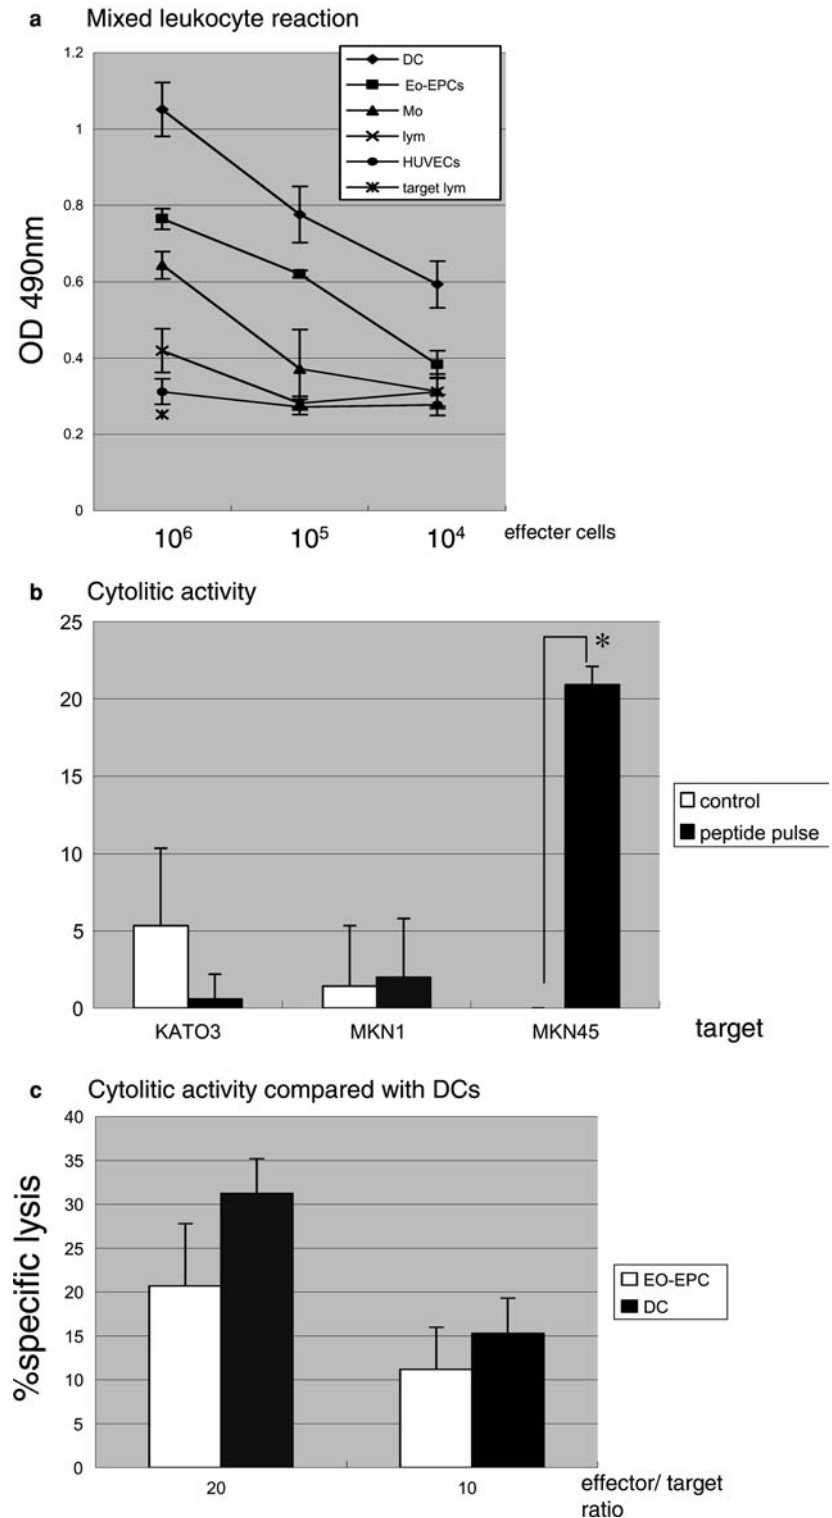 a Mixed leukocyte reaction
1.2
1
0.8
0.6
0.4
0.2
0
OD 490nm
DC
Eo-EPCs
Mo
lym
HUVECs
target lym
10⁶ 10⁵ 10⁴ effecter cells
b Cytolitic activity
25
20
15
10
5
0
*
control
peptide pulse
KATO3 MKN1 MKN45 target
c Cytolitic activity compared with DCs
40
35
30
25
20
15
10
5
0
%specific lysis
EO-EPC
DC
20 10 effector/ target
ratio